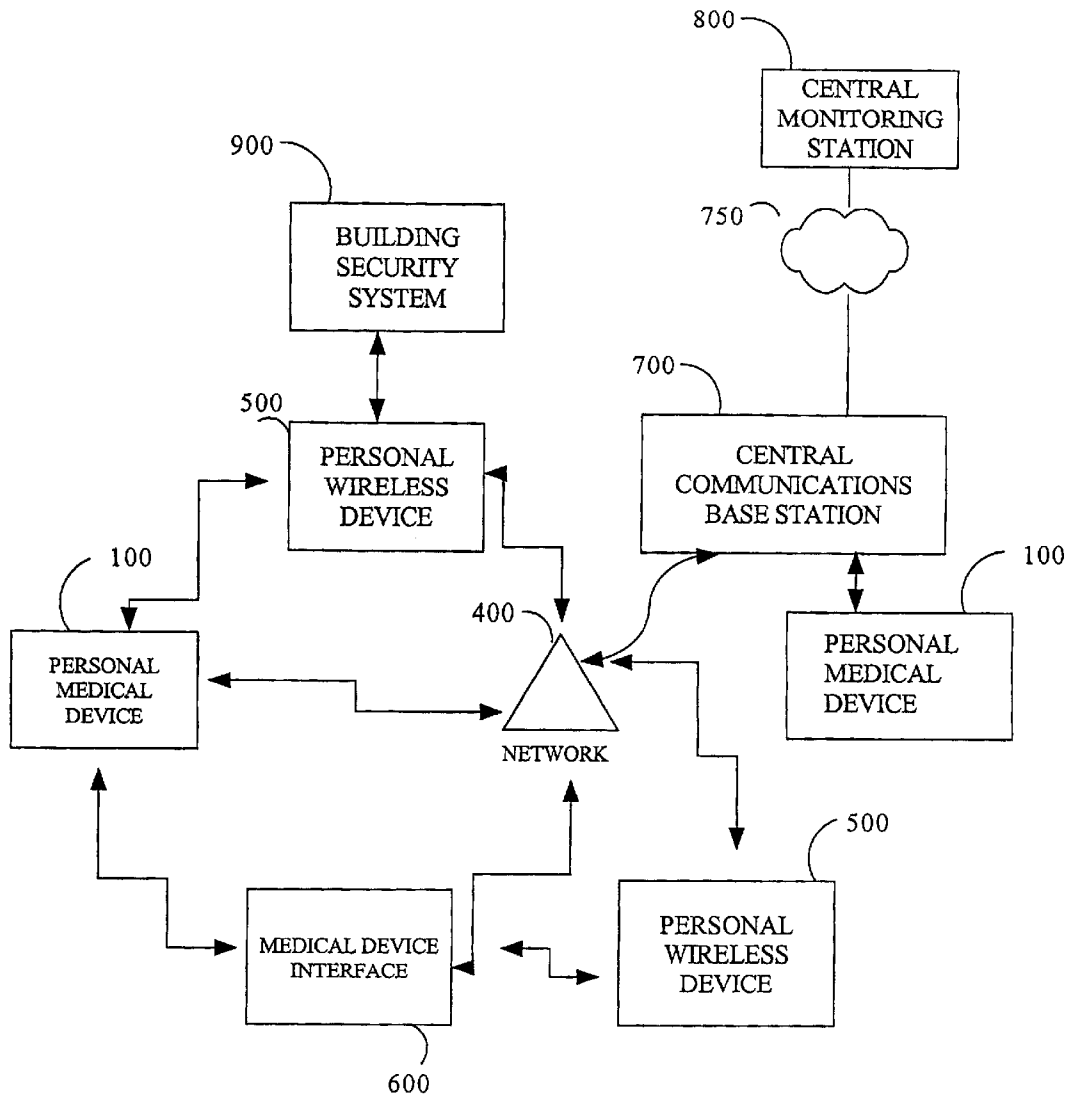 800
CENTRAL
MONITORING
STATION
900
750
BUILDING
SECURITY
SYSTEM
700
500
PERSONAL
WIRELESS
DEVICE
CENTRAL
COMMUNICATIONS
BASE STATION
100
100
400
PERSONAL
MEDICAL
DEVICE
PERSONAL
MEDICAL
DEVICE
NETWORK
500
MEDICAL DEVICE
INTERFACE
PERSONAL
WIRELESS
DEVICE
600